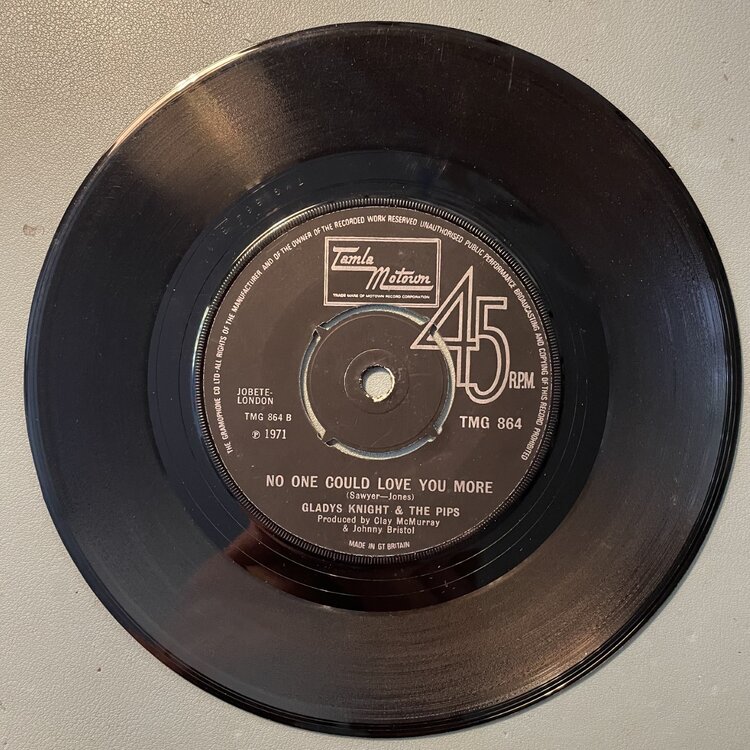 THE GRAMOPHONE CO LTD·ALL RIGHTS OF THE MANUFACTURER AND OF THE OWNER OF THE RECORDED WORK RESERVED UNAUTHORISED PUBLIC PERFORMANCE BROADCASTING AND COPYING OF THIS RECORD PROHIBITED
Tamla
Motown
TRADE MARK OF MOTOWN RECORD CORPORATION
45
R.P.M.
JOBETE-
LONDON
TMG 864 B
℗ 1971
TMG 864
NO ONE COULD LOVE YOU MORE
(Sawyer—Jones)
GLADYS KNIGHT & THE PIPS
Produced by Clay McMurray
& Johnny Bristol
MADE IN GT BRITAIN